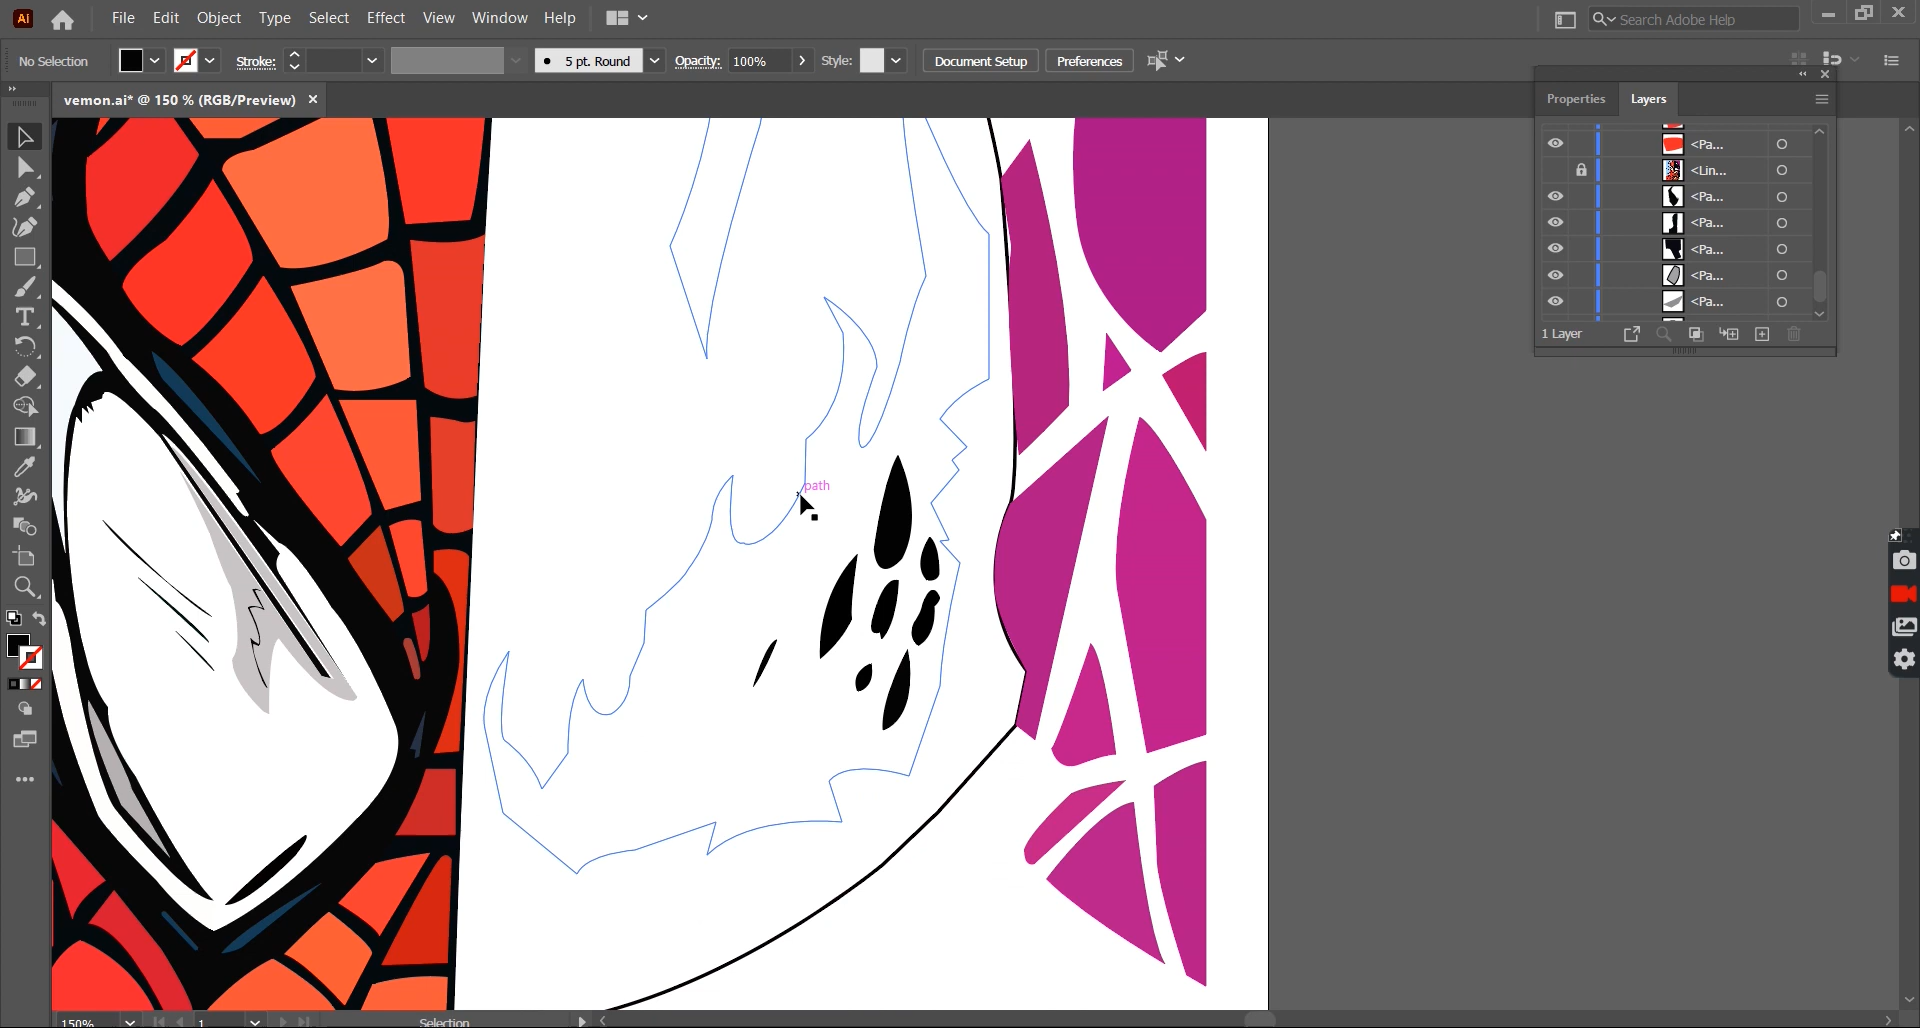 Ai File Edit Object Type Select Effect View Window Help Search Adobe Help
No Selection Stroke: 5 pt. Round Opacity: 100% Style: Document Setup Preferences
vemon.ai* @ 150 % (RGB/Preview)
Properties Layers
<Pa...
<Lin...
<Pa...
<Pa...
<Pa...
<Pa...
<Pa...
1 Layer
path
150% 1 Selection